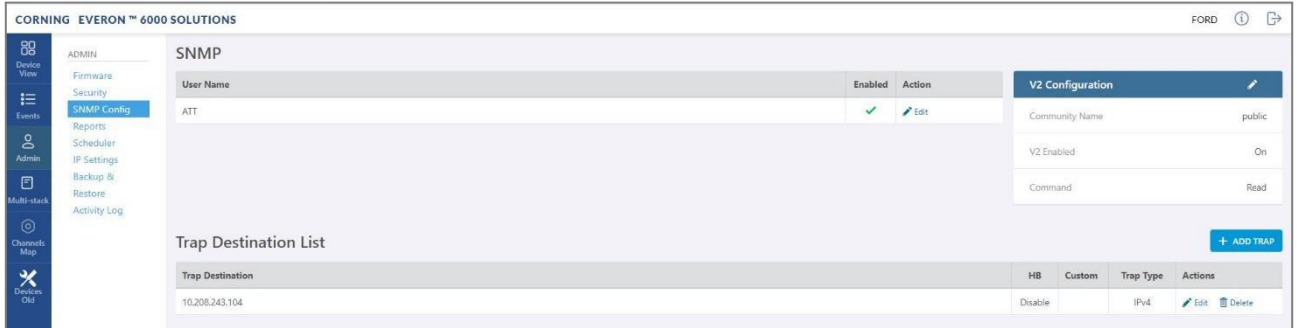 CORNING EVERON ™ 6000 SOLUTIONS
FORD
Device
View
Events
Admin
Multi-stack
Channels
Map
Devices
Old
ADMIN
Firmware
Security
SNMP Config
Reports
Scheduler
IP Settings
Backup &
Restore
Activity Log
SNMP
User Name Enabled Action
ATT Edit
V2 Configuration
Community Name public
V2 Enabled On
Command Read
Trap Destination List
+ ADD TRAP
Trap Destination HB Custom Trap Type Actions
10.208.243.104 Disable IPv4 Edit Delete